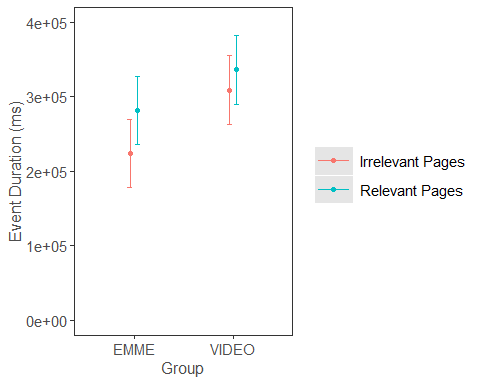 4e+05
3e+05
2e+05
1e+05
0e+00
Event Duration (ms)
EMME
VIDEO
Group
Irrelevant Pages
Relevant Pages